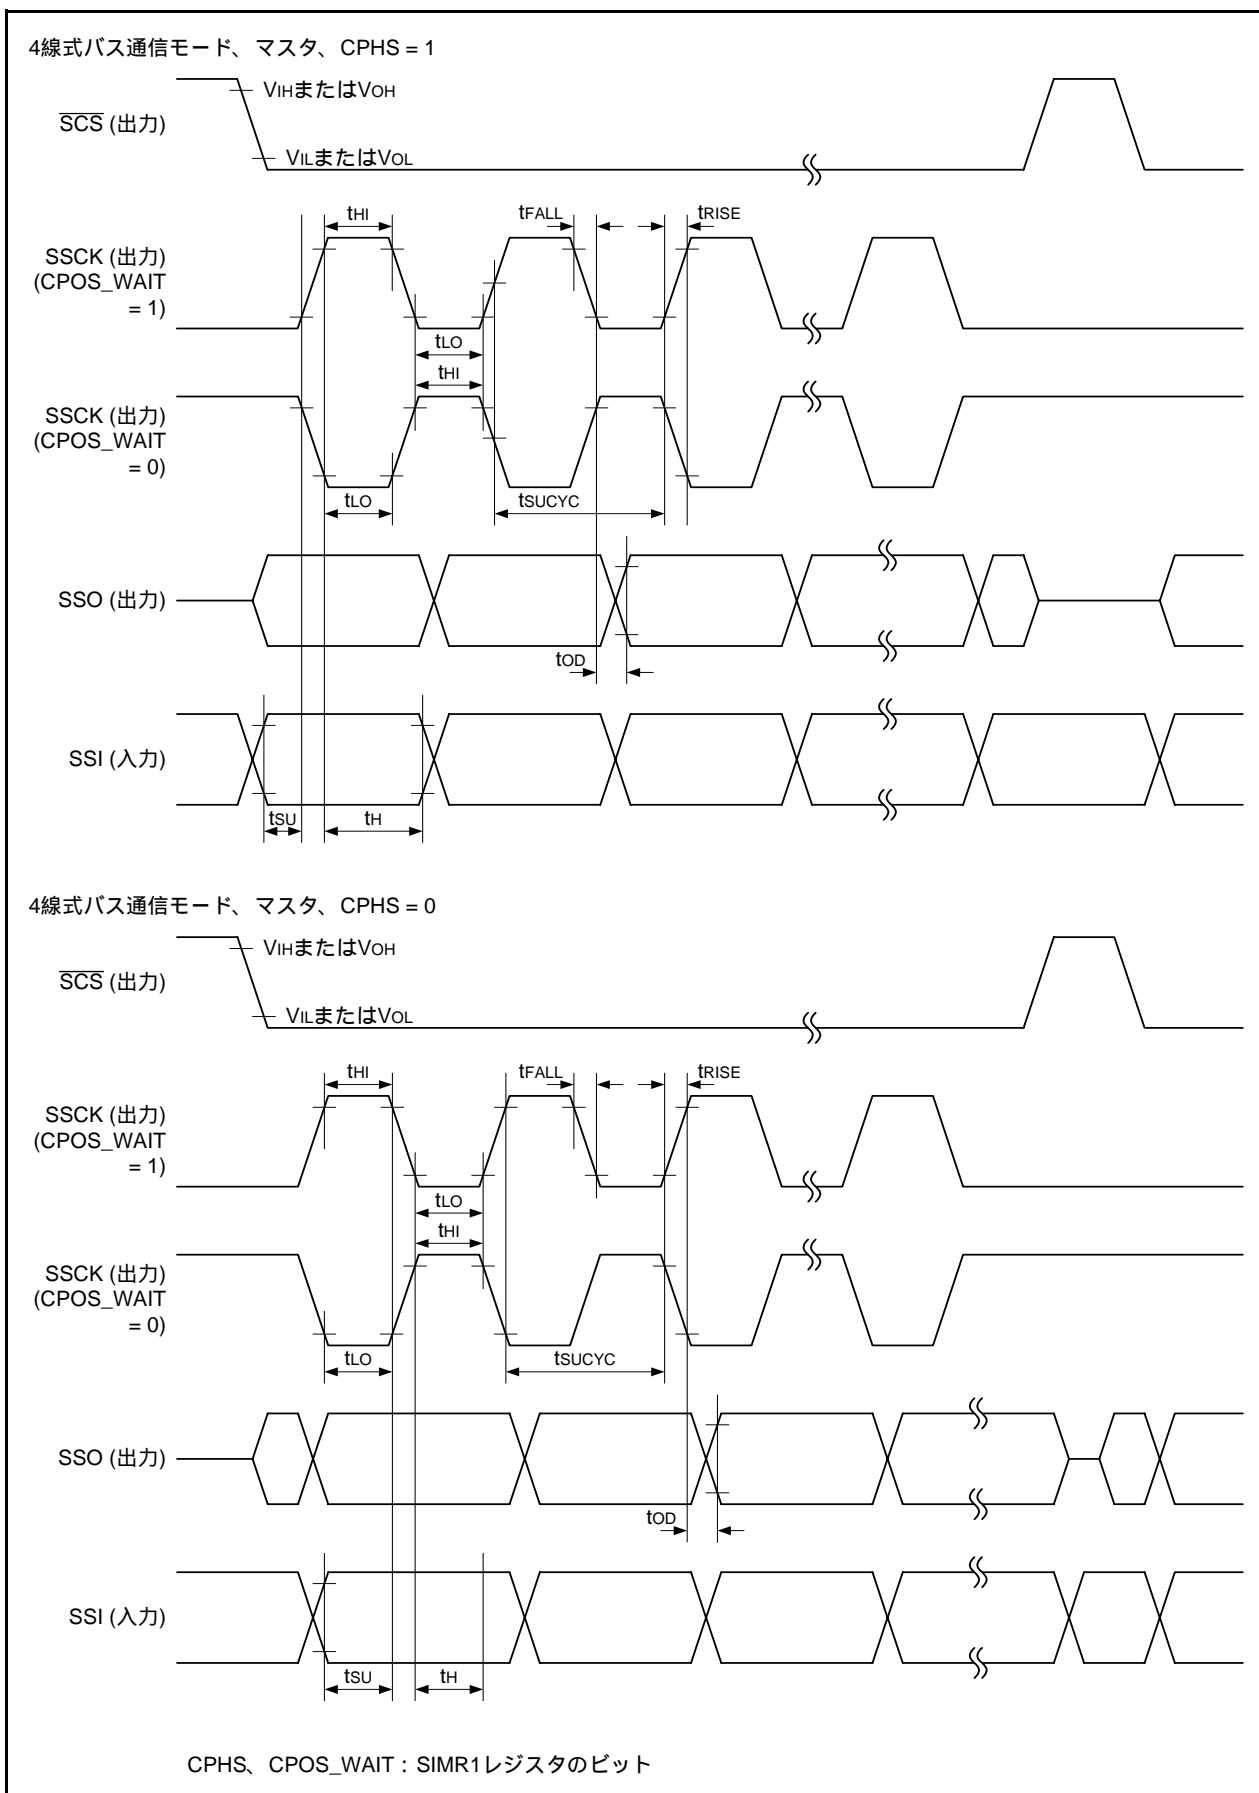 4線式バス通信モード、マスタ、CPHS = 1
VIHまたはVOH
SCS (出力)
VILまたはVOL
tHI
tFALL
tRISE
SSCK (出力)
(CPOS_WAIT
= 1)
tLO
tHI
SSCK (出力)
(CPOS_WAIT
= 0)
tLO
tSUCYC
SSO (出力)
tOD
SSI (入力)
tSU
tH
4線式バス通信モード、マスタ、CPHS = 0
VIHまたはVOH
SCS (出力)
VILまたはVOL
tHI
tFALL
tRISE
SSCK (出力)
(CPOS_WAIT
= 1)
tLO
tHI
SSCK (出力)
(CPOS_WAIT
= 0)
tLO
tSUCYC
SSO (出力)
tOD
SSI (入力)
tSU
tH
CPHS、CPOS_WAIT：SIMR1レジスタのビット